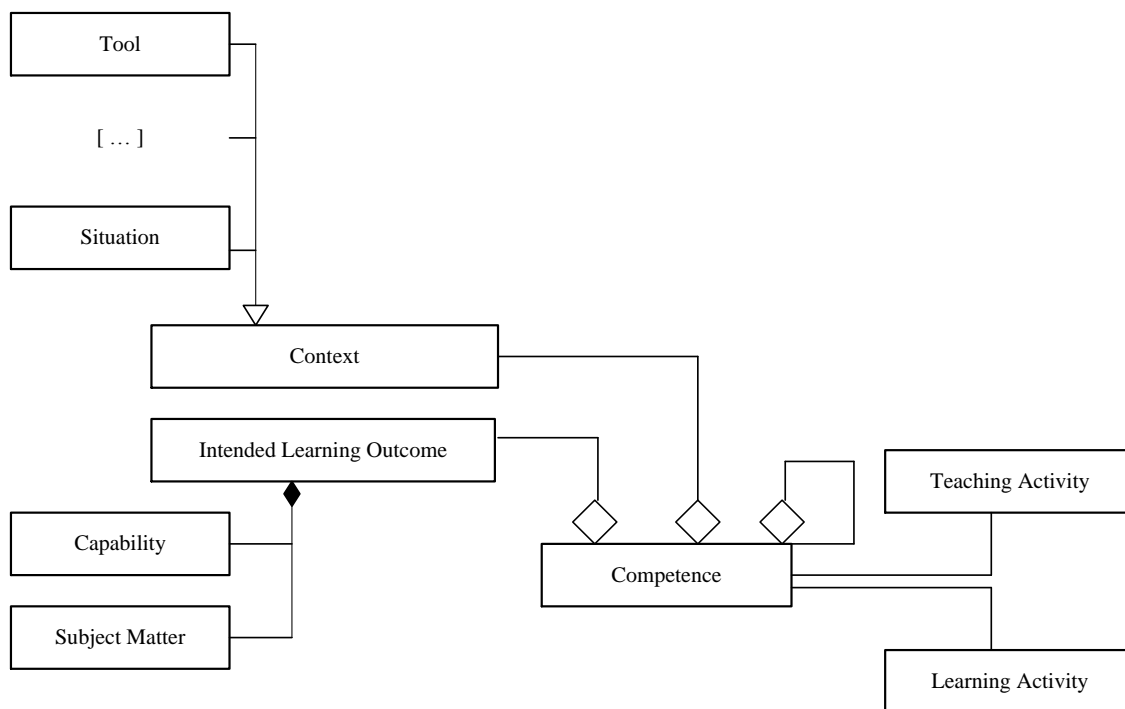 Tool
[ … ]
Situation
Context
Intended Learning Outcome
Teaching Activity
Capability
Competence
Subject Matter
Learning Activity